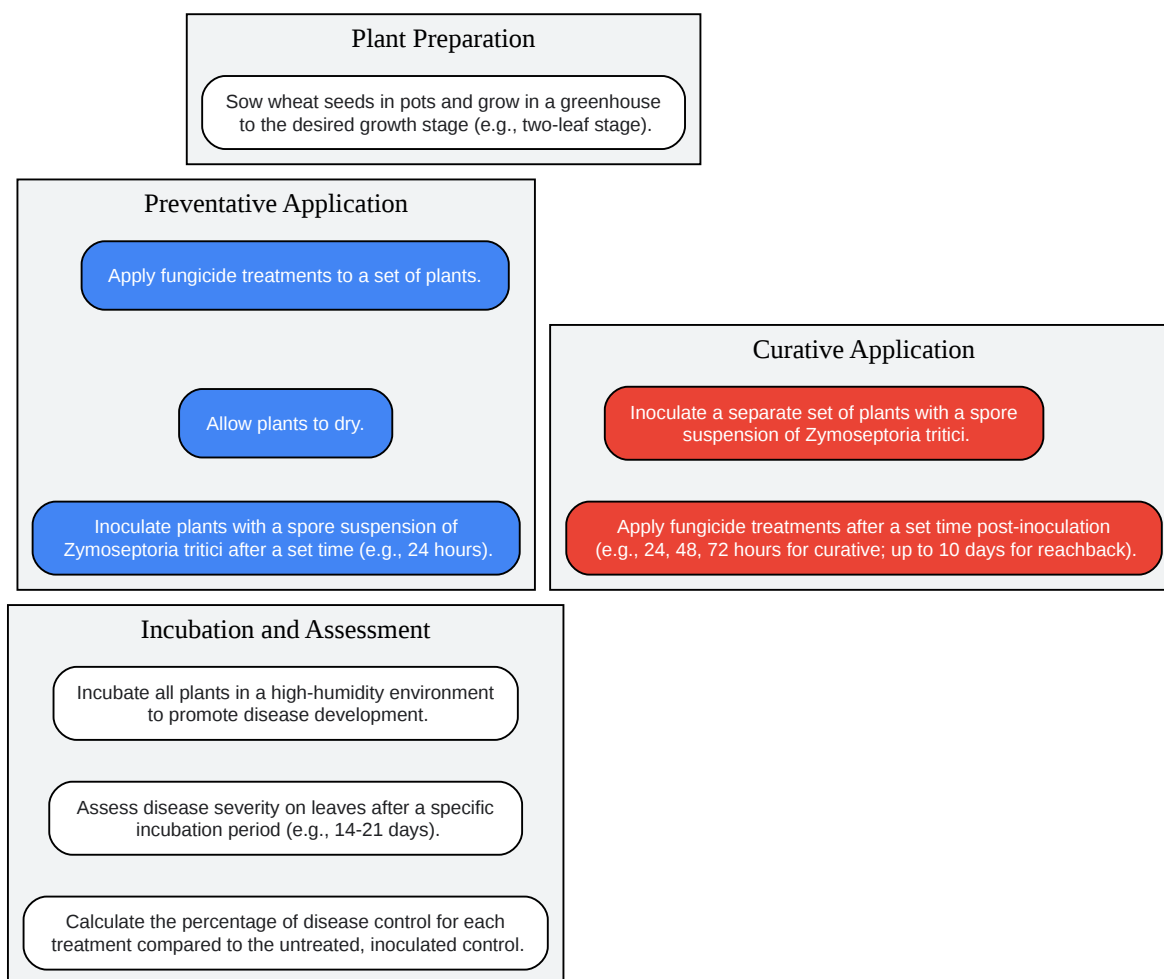 Plant Preparation
Sow wheat seeds in pots and grow in a greenhouse
to the desired growth stage (e.g., two-leaf stage).
Preventative Application
Apply fungicide treatments to a set of plants.
Allow plants to dry.
Inoculate plants with a spore suspension of
Zymoseptoria tritici after a set time (e.g., 24 hours).
Curative Application
Inoculate a separate set of plants with a spore
suspension of Zymoseptoria tritici.
Apply fungicide treatments after a set time post-inoculation
(e.g., 24, 48, 72 hours for curative; up to 10 days for reachback).
Incubation and Assessment
Incubate all plants in a high-humidity environment
to promote disease development.
Assess disease severity on leaves after a specific
incubation period (e.g., 14-21 days).
Calculate the percentage of disease control for each
treatment compared to the untreated, inoculated control.